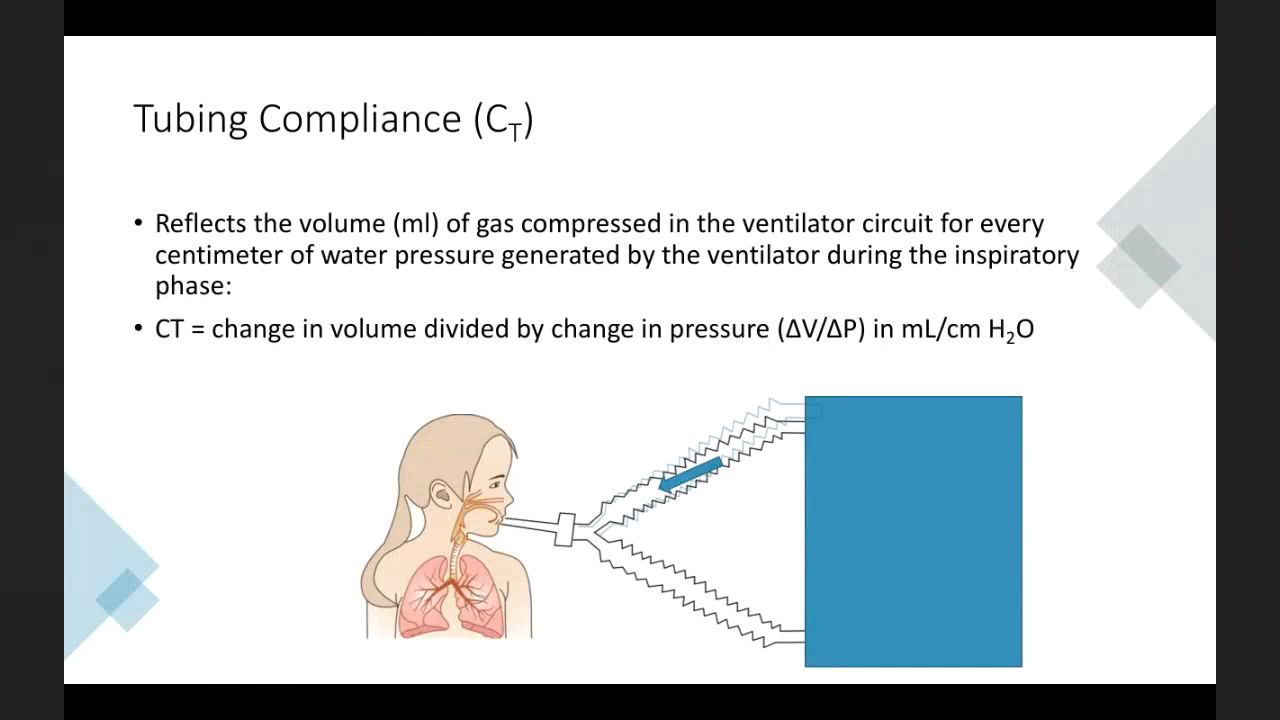 Tubing Compliance (C_T)
• Reflects the volume (ml) of gas compressed in the ventilator circuit for every
centimeter of water pressure generated by the ventilator during the inspiratory
phase:
• CT = change in volume divided by change in pressure (ΔV/ΔP) in mL/cm H₂O